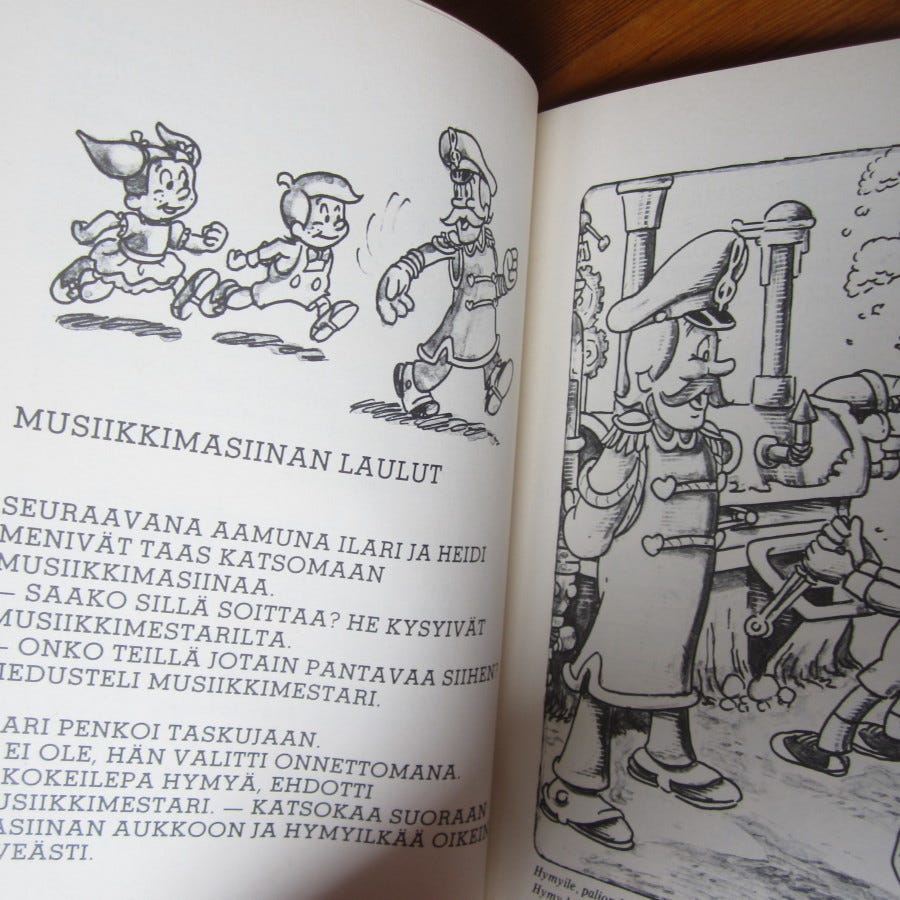 MUSIIKKIMASIINAN LAULUT
SEURAAVANA AAMUNA ILARI JA HEIDI
MENIVÄT TAAS KATSOMAAN
MUSIIKKIMASIINAA.
— SAAKO SILLÄ SOITTAA? HE KYSYIVÄT
MUSIIKKIMESTARILTA.
— ONKO TEILLÄ JOTAIN PANTAVAA SIIHEN?
IEDUSTELI MUSIIKKIMESTARI.
ARI PENKOI TASKUJAAN.
EI OLE, HÄN VALITTI ONNETTOMANA.
KOKEILEPA HYMYÄ, EHDOTTI
USIIKKIMESTARI. — KATSOKAA SUORAAN
ASIINAN AUKKOON JA HYMYILKÄÄ OIKEIN
VEÄSTI.
Hymyile, paljon